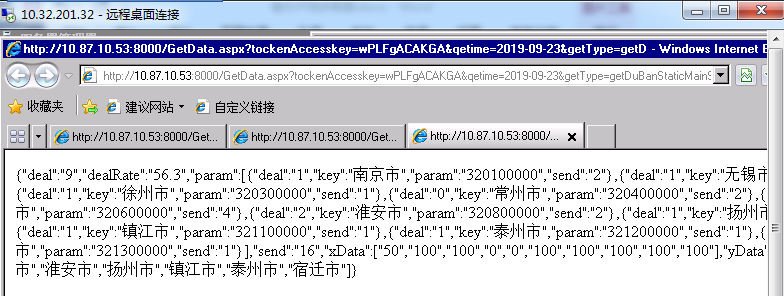 10.32.201.32 - 远程桌面连接
http://10.87.10.53:8000/GetData.aspx?tockenAccesskey=wPLFgACAKGA&qetime=2019-09-23&getType=getD - Windows Internet E
http://10.87.10.53:8000/GetData.aspx?tockenAccesskey=wPLFgACAKGA&qetime=2019-09-23&getType=getDuBanStaticMain
收藏夹 建议网站 自定义链接
http://10.87.10.53:8000/Get... http://10.87.10.53:8000/Get... http://10.87.10.53:8000/...
{"deal":"9","dealRate":"56.3","param":[{"deal":"1","key":"南京市","param":"320100000","send":"2"},{"deal":"1","key":"无锡市
{"deal":"1","key":"徐州市","param":"320300000","send":"1"},{"deal":"0","key":"常州市","param":"320400000","send":"2"},{
市","param":"320600000","send":"4"},{"deal":"2","key":"淮安市","param":"320800000","send":"2"},{"deal":"1","key":"扬州市
{"deal":"1","key":"镇江市","param":"321100000","send":"1"},{"deal":"1","key":"泰州市","param":"321200000","send":"1"},{
市","param":"321300000","send":"1"}],"send":"16","xData":["50","100","100","0","0","100","100","100","100","100"],"yData"
市","淮安市","扬州市","镇江市","泰州市","宿迁市"]}